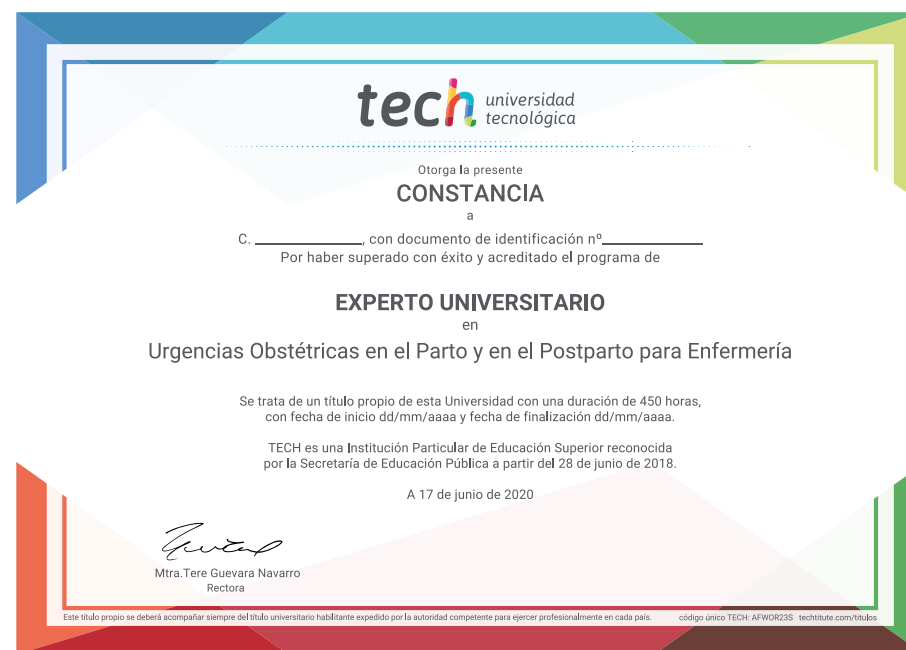 tech universidad
tecnológica
Otorga la presente
CONSTANCIA
a
C. ____________, con documento de identificación nº____________
Por haber superado con éxito y acreditado el programa de
EXPERTO UNIVERSITARIO
en
Urgencias Obstétricas en el Parto y en el Postparto para Enfermería
Se trata de un título propio de esta Universidad con una duración de 450 horas,
con fecha de inicio dd/mm/aaaa y fecha de finalización dd/mm/aaaa.
TECH es una Institución Particular de Educación Superior reconocida
por la Secretaría de Educación Pública a partir del 28 de junio de 2018.
A 17 de junio de 2020
Mtra.Tere Guevara Navarro
Rectora
Este título propio se deberá acompañar siempre del título universitario habilitante expedido por la autoridad competente para ejercer profesionalmente en cada país. código único TECH: AFWOR23S techtitute.com/titulos